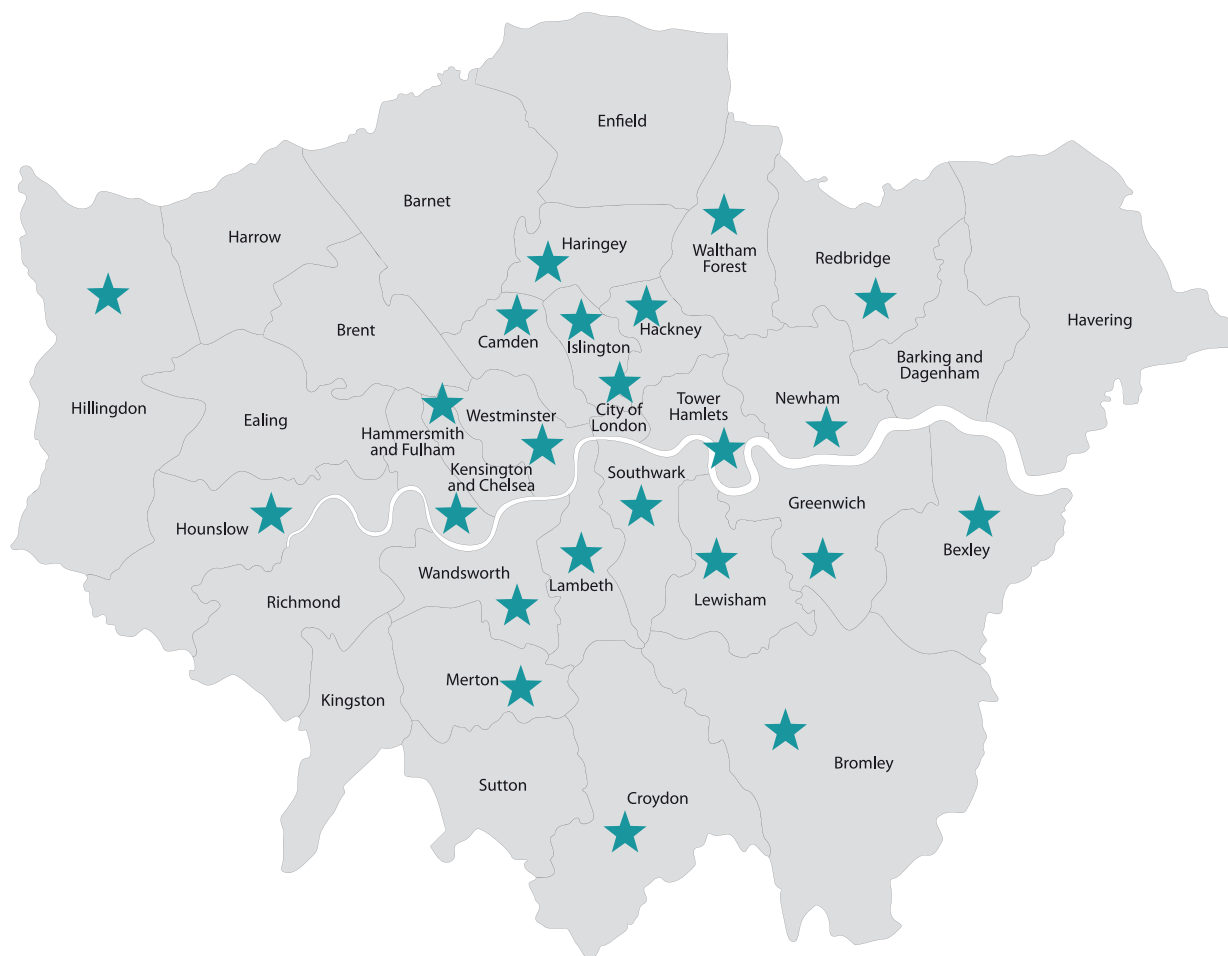 Enfield
Barnet
Harrow
Haringey
Waltham
Forest
Redbridge
Havering
Brent
Camden
Islington
Hackney
Barking and
Dagenham
Hillingdon
Ealing
Hammersmith
and Fulham
Westminster
City of
London
Tower
Hamlets
Newham
Kensington
and Chelsea
Southwark
Greenwich
Hounslow
Bexley
Wandsworth
Lambeth
Lewisham
Richmond
Merton
Kingston
Sutton
Croydon
Bromley